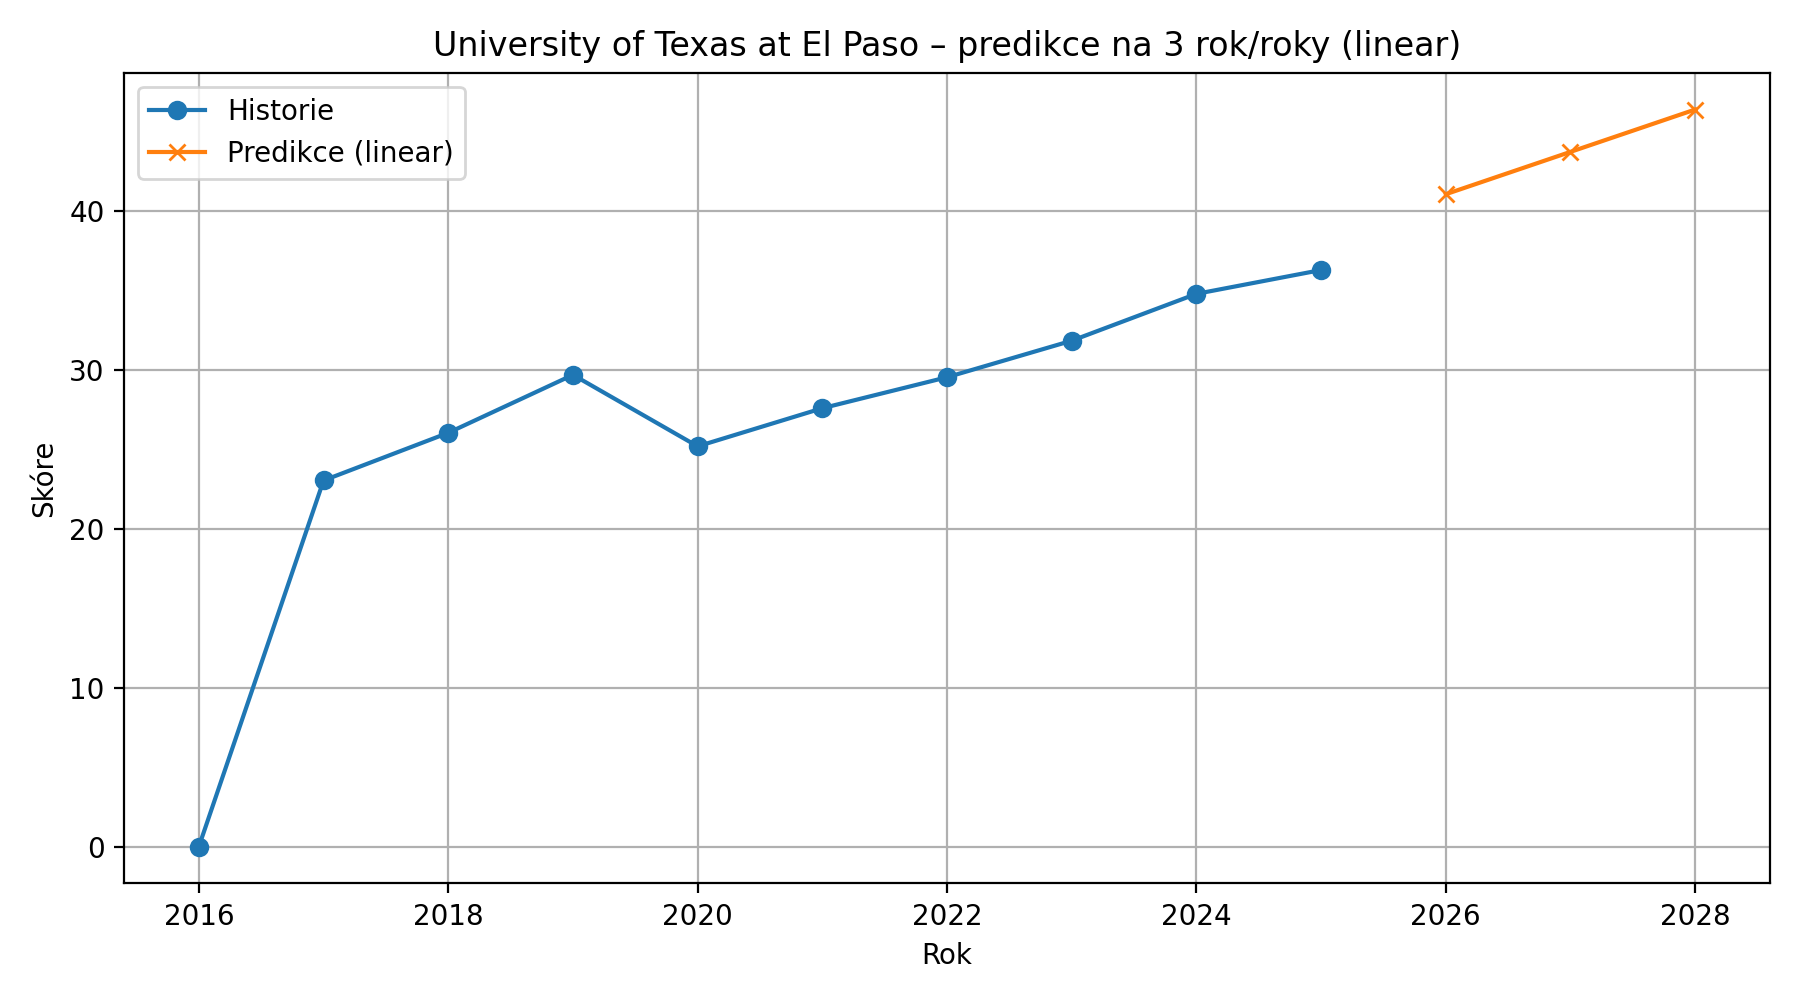 University of Texas at El Paso – predikce na 3 rok/roky (linear)
Historie
Predikce (linear)
40
30
20
10
0
Skóre
2016 2018 2020 2022 2024 2026 2028
Rok